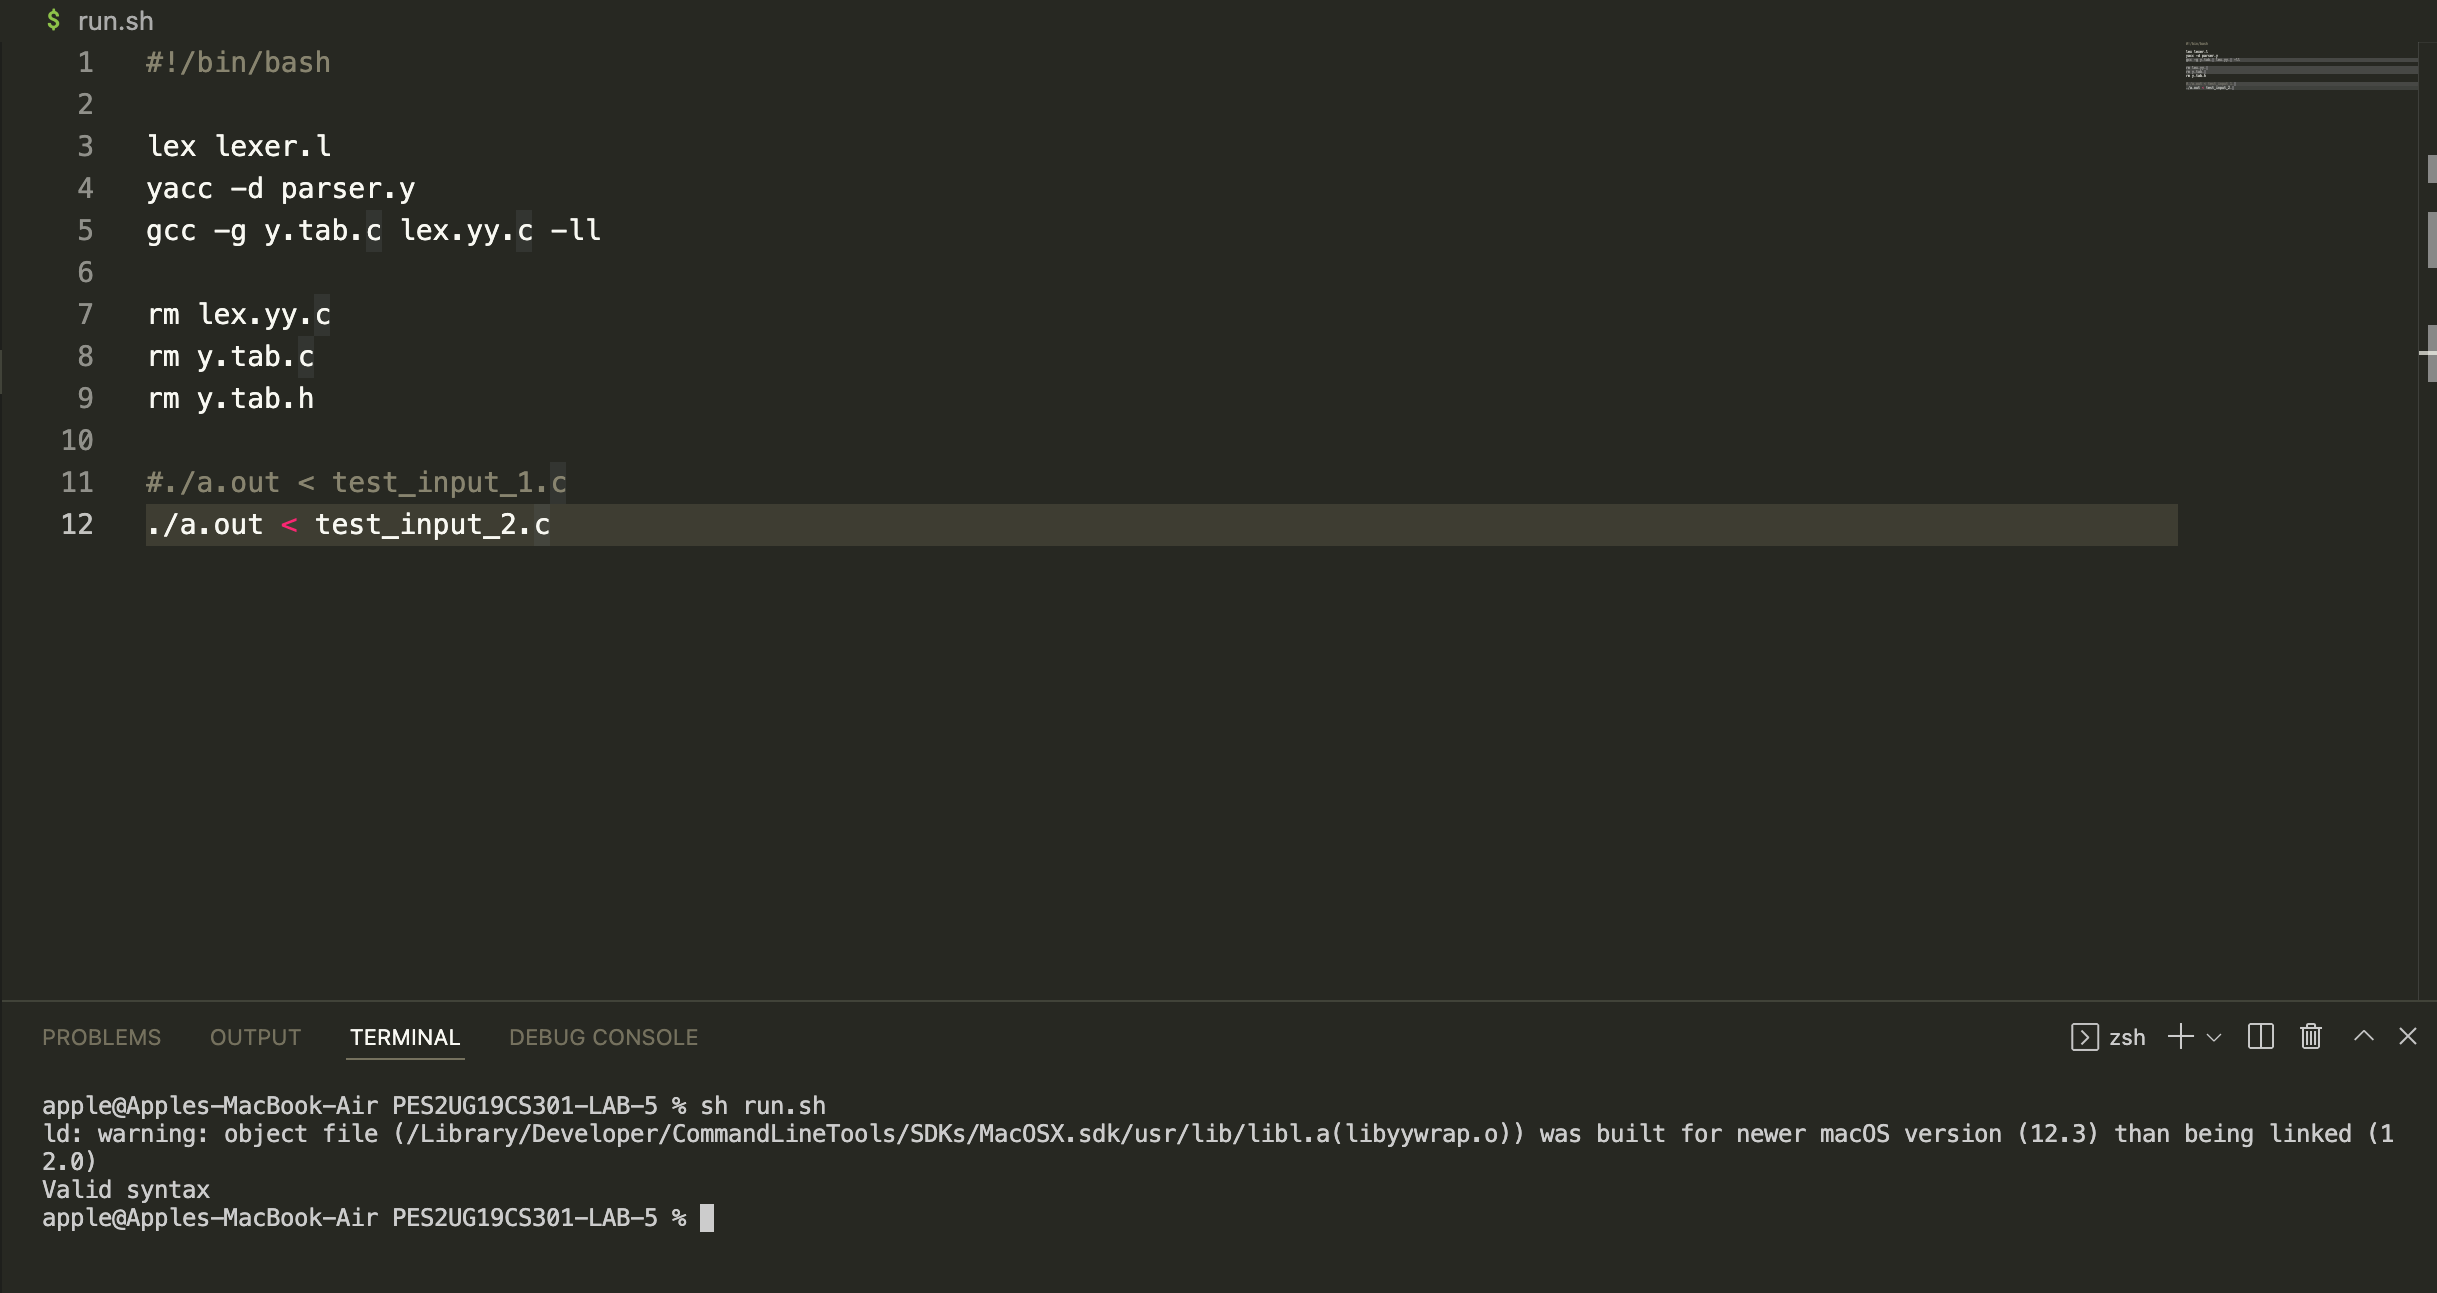 $ run.sh
1 #!/bin/bash
2
3 lex lexer.l
4 yacc -d parser.y
5 gcc -g y.tab.c lex.yy.c -ll
6
7 rm lex.yy.c
8 rm y.tab.c
9 rm y.tab.h
10
11 #./a.out < test_input_1.c
12 ./a.out < test_input_2.c
PROBLEMS OUTPUT TERMINAL DEBUG CONSOLE zsh
apple@Apples-MacBook-Air PES2UG19CS301-LAB-5 % sh run.sh
ld: warning: object file (/Library/Developer/CommandLineTools/SDKs/MacOSX.sdk/usr/lib/libl.a(libyywrap.o)) was built for newer macOS version (12.3) than being linked (1
2.0)
Valid syntax
apple@Apples-MacBook-Air PES2UG19CS301-LAB-5 %